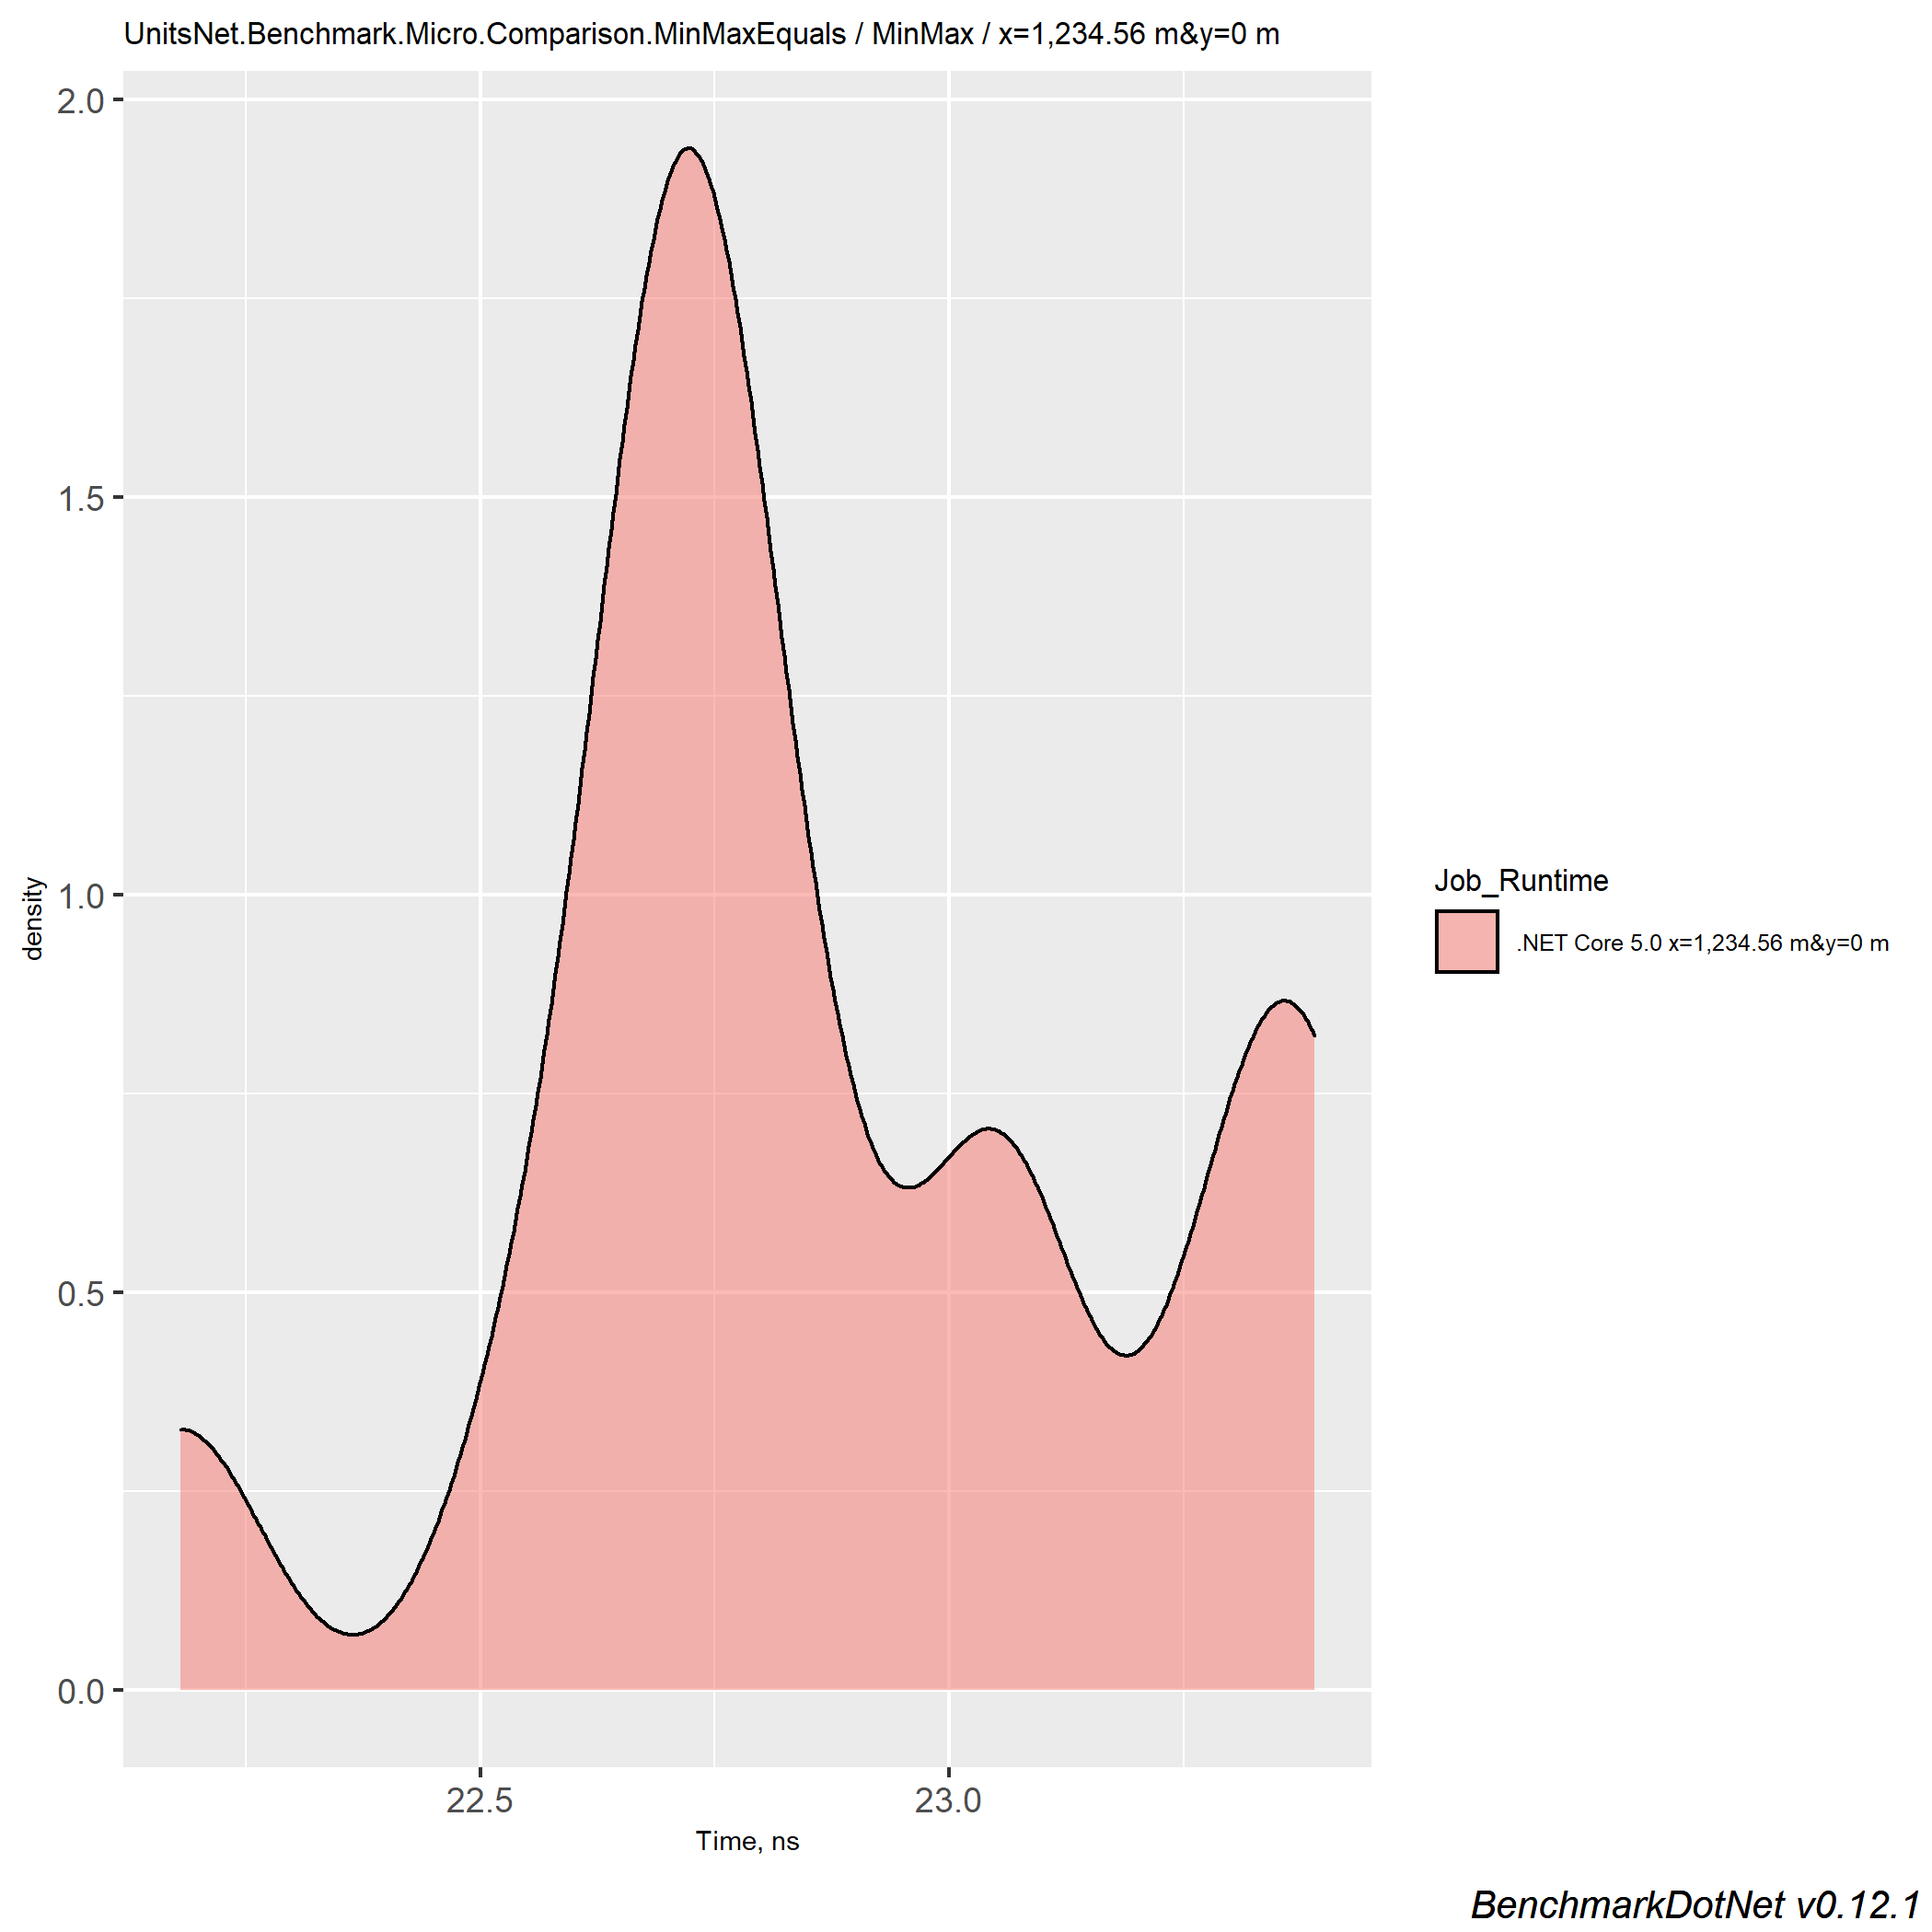 UnitsNet.Benchmark.Micro.Comparison.MinMaxEquals / MinMax / x=1,234.56 m&y=0 m
2.0
1.5
1.0
0.5
0.0
density
22.5 23.0
Time, ns
Job_Runtime
.NET Core 5.0 x=1,234.56 m&y=0 m
BenchmarkDotNet v0.12.1